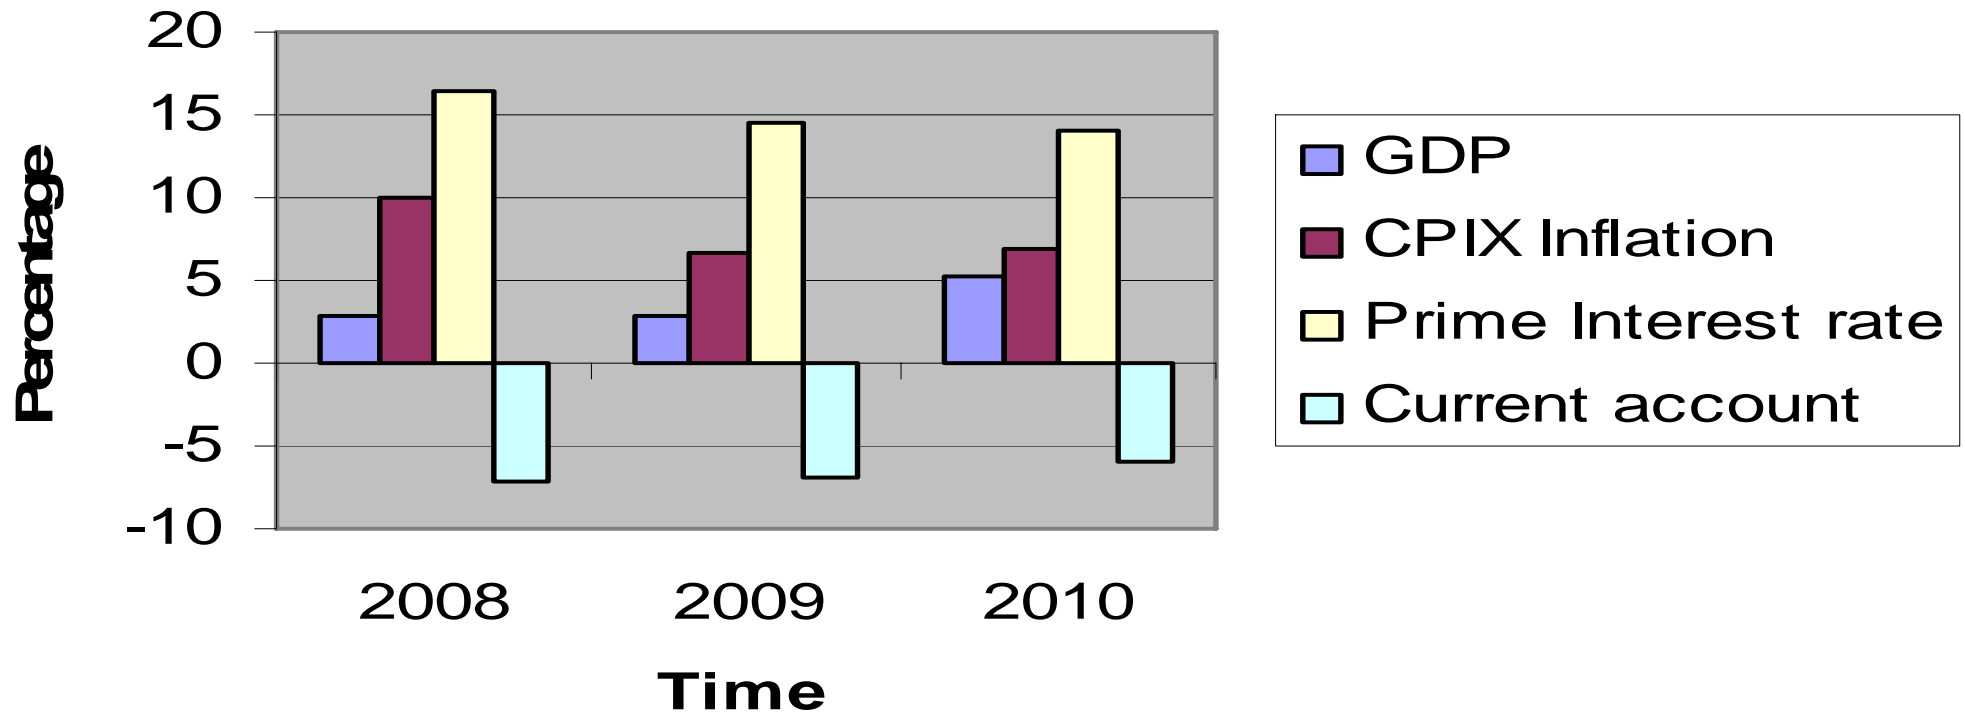 Percentage
20
15
10
5
0
-5
-10
2008 2009 2010
Time
GDP
CPIX Inflation
Prime Interest rate
Current account